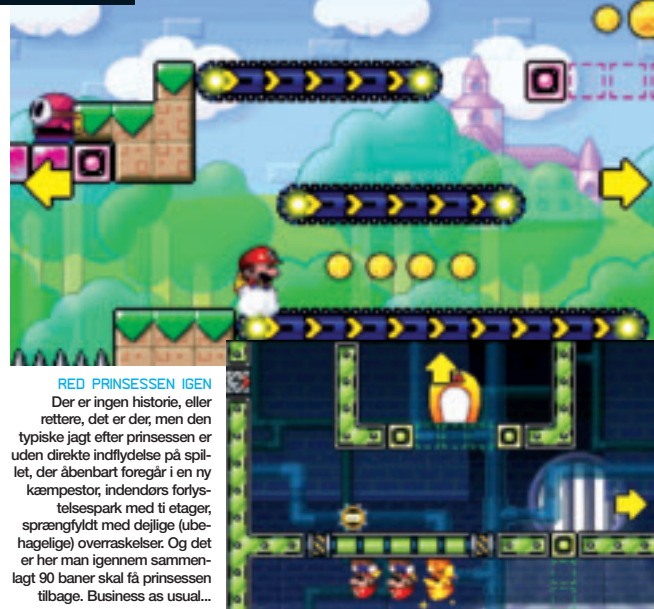 RED PRINSESSEN IGEN
Der er ingen historie, eller
rettere, det er der, men den
typiske jagt efter prinsessen er
uden direkte indflydelse på spil-
let, der åbenbart foregår i en ny
kæmpestor, indendørs forlys-
telsespark med ti etager,
sprængfyldt med dejlige (ube-
hagelige) overraskelser. Og det
er her man igennem sammen-
lagt 90 baner skal få prinsessen
tilbage. Business as usual...